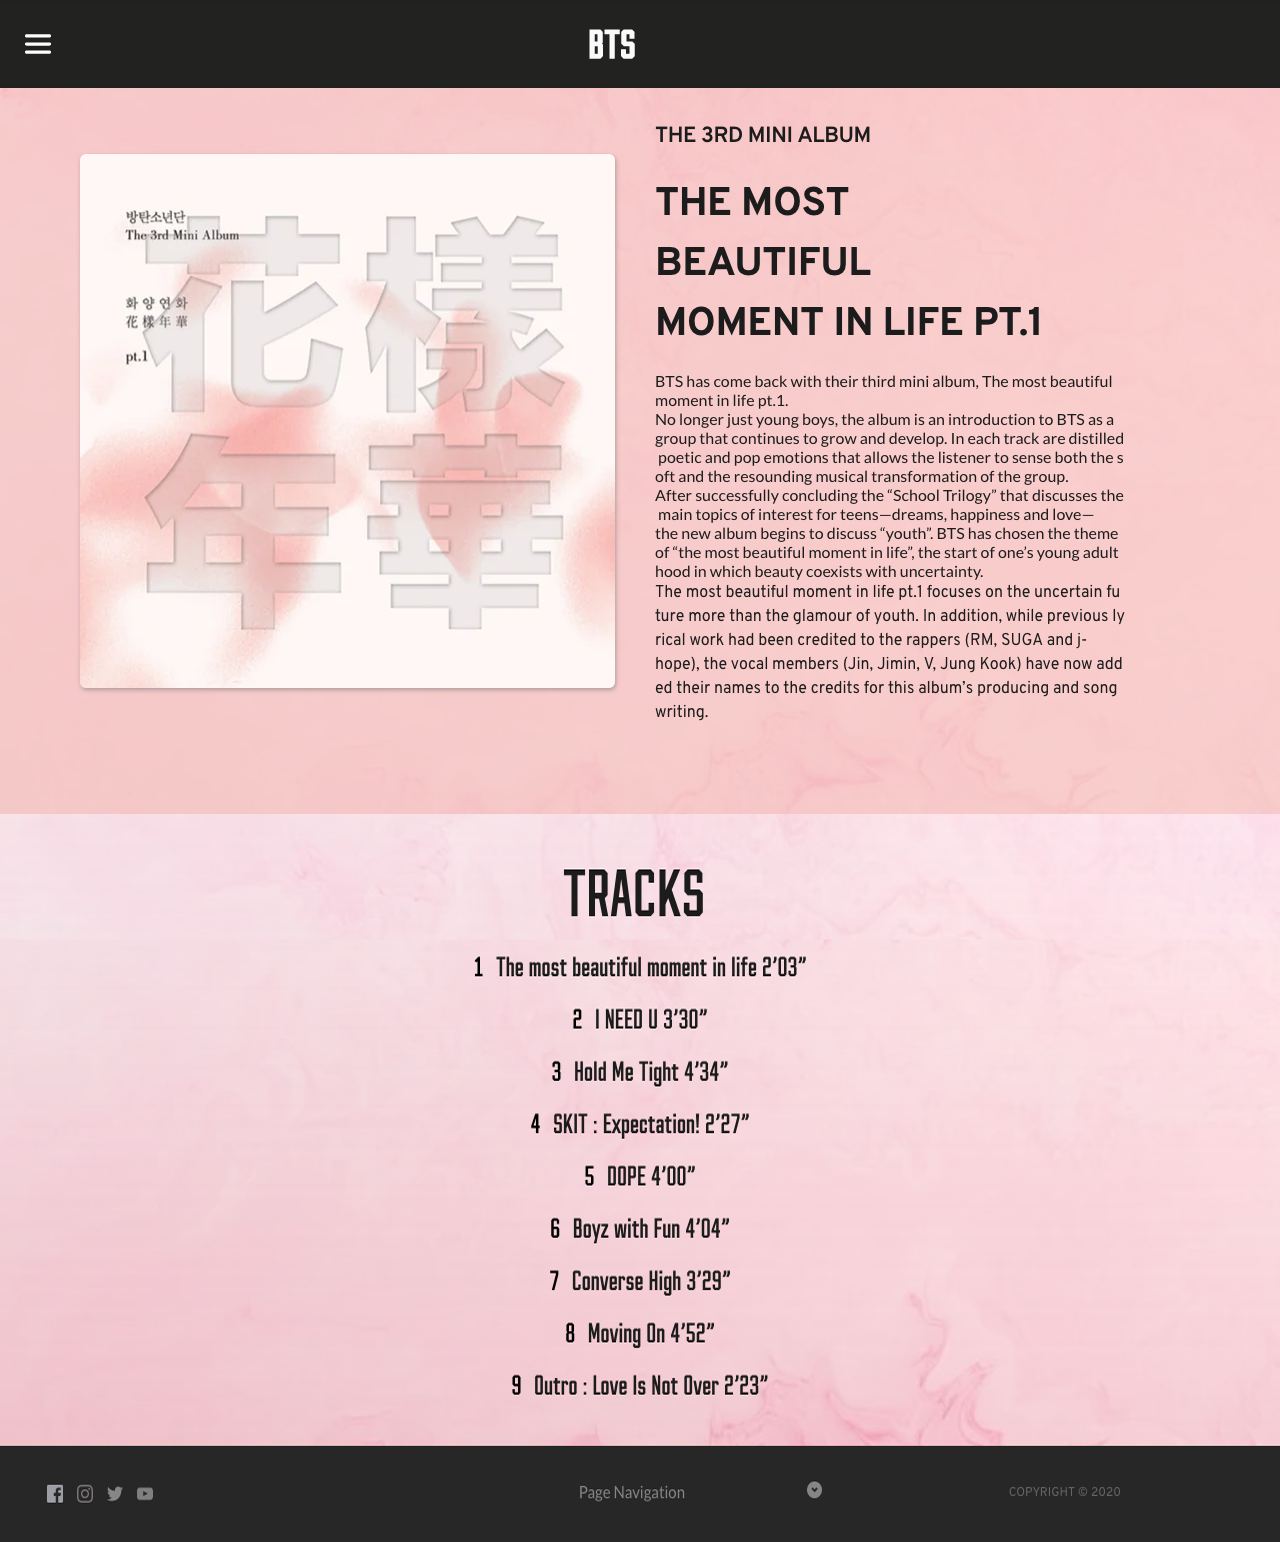 BTS
THE 3RD MINI ALBUM
방탄소년단
The 3rd Mini Album
화양연화
花樣年華
pt.1
花樣
年華
THE MOST
BEAUTIFUL
MOMENT IN LIFE PT.1
BTS has come back with their third mini album, The most beautiful
moment in life pt.1.
No longer just young boys, the album is an introduction to BTS as a
group that continues to grow and develop. In each track are distilled
poetic and pop emotions that allows the listener to sense both the s
oft and the resounding musical transformation of the group.
After successfully concluding the “School Trilogy” that discusses the
main topics of interest for teens—dreams, happiness and love—
the new album begins to discuss “youth”. BTS has chosen the theme
of “the most beautiful moment in life”, the start of one’s young adult
hood in which beauty coexists with uncertainty.
The most beautiful moment in life pt.1 focuses on the uncertain fu
ture more than the glamour of youth. In addition, while previous ly
rical work had been credited to the rappers (RM, SUGA and j-
hope), the vocal members (Jin, Jimin, V, Jung Kook) have now add
ed their names to the credits for this album’s producing and song
writing.
TRACKS
1 The most beautiful moment in life 2’03”
2 I NEED U 3’30”
3 Hold Me Tight 4’34”
4 SKIT : Expectation! 2’27”
5 DOPE 4’00”
6 Boyz with Fun 4’04”
7 Converse High 3’29”
8 Moving On 4’52”
9 Outro : Love Is Not Over 2’23”
Page Navigation
COPYRIGHT © 2020